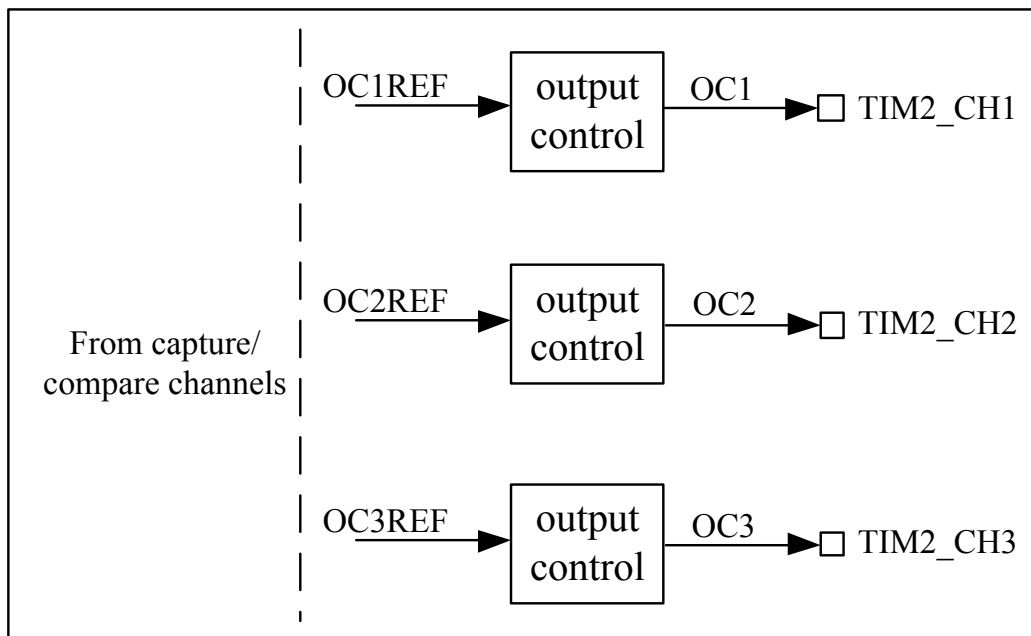 OC1REF
output
control
OC1
TIM2_CH1
From capture/
compare channels
OC2REF
output
control
OC2
TIM2_CH2
OC3REF
output
control
OC3
TIM2_CH3